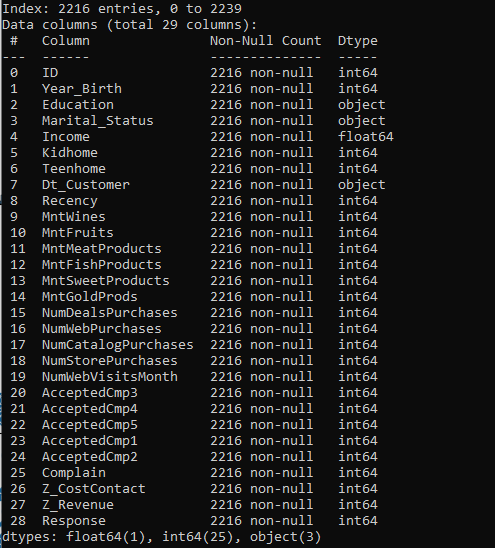 Index: 2216 entries, 0 to 2239
Data columns (total 29 columns):
 #   Column               Non-Null Count  Dtype
---  ------               --------------  -----
 0   ID                   2216 non-null   int64
 1   Year_Birth           2216 non-null   int64
 2   Education            2216 non-null   object
 3   Marital_Status       2216 non-null   object
 4   Income               2216 non-null   float64
 5   Kidhome              2216 non-null   int64
 6   Teenhome             2216 non-null   int64
 7   Dt_Customer          2216 non-null   object
 8   Recency              2216 non-null   int64
 9   MntWines             2216 non-null   int64
 10  MntFruits            2216 non-null   int64
 11  MntMeatProducts      2216 non-null   int64
 12  MntFishProducts      2216 non-null   int64
 13  MntSweetProducts     2216 non-null   int64
 14  MntGoldProds         2216 non-null   int64
 15  NumDealsPurchases    2216 non-null   int64
 16  NumWebPurchases      2216 non-null   int64
 17  NumCatalogPurchases  2216 non-null   int64
 18  NumStorePurchases    2216 non-null   int64
 19  NumWebVisitsMonth    2216 non-null   int64
 20  AcceptedCmp3         2216 non-null   int64
 21  AcceptedCmp4         2216 non-null   int64
 22  AcceptedCmp5         2216 non-null   int64
 23  AcceptedCmp1         2216 non-null   int64
 24  AcceptedCmp2         2216 non-null   int64
 25  Complain             2216 non-null   int64
 26  Z_CostContact        2216 non-null   int64
 27  Z_Revenue            2216 non-null   int64
 28  Response             2216 non-null   int64
dtypes: float64(1), int64(25), object(3)